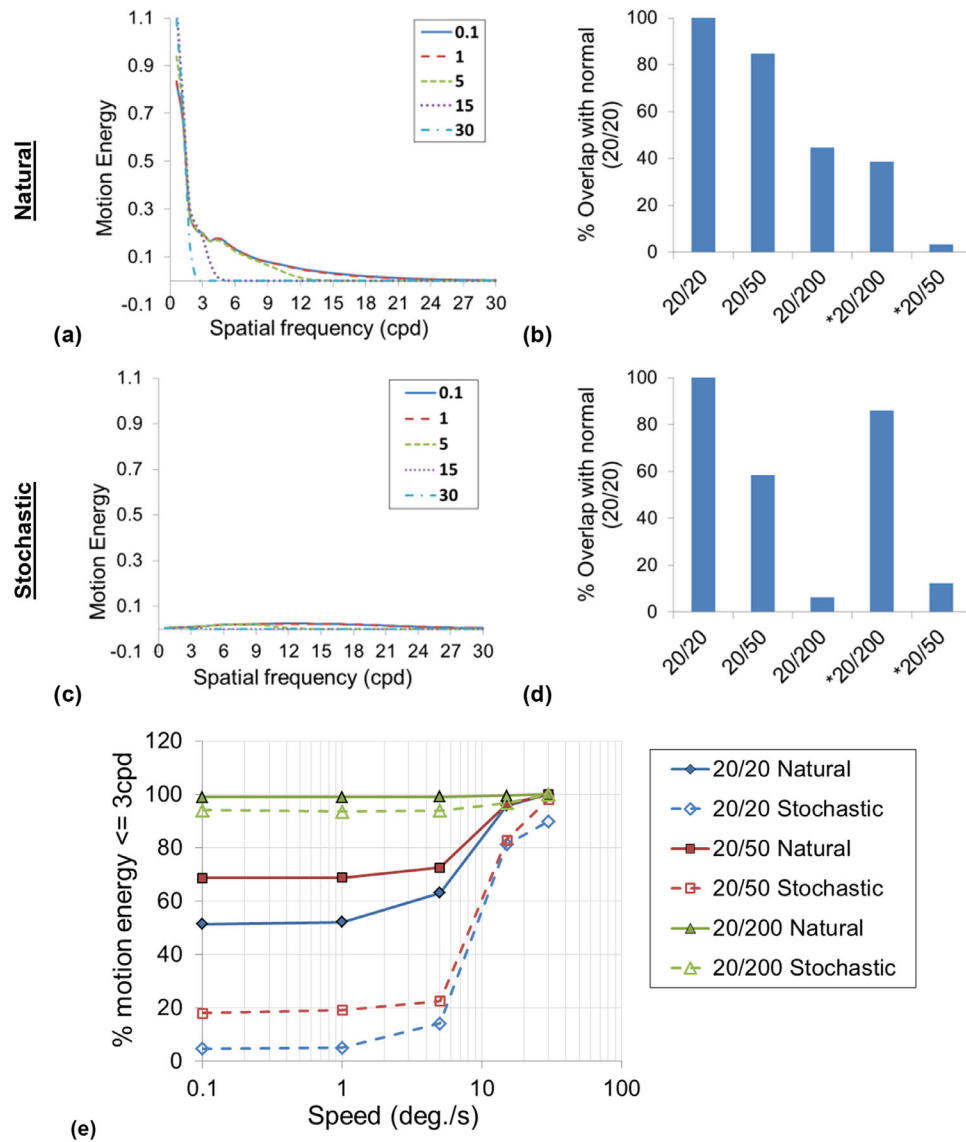 Natural
Motion Energy
1.1
0.9
0.7
0.5
0.3
0.1
-0.1
0 3 6 9 12 15 18 21 24 27 30
Spatial frequency (cpd)
0.1
1
5
15
30
(a)
% Overlap with normal
(20/20)
100
80
60
40
20
0
20/20
20/50
20/200
*20/200
*20/50
(b)
Stochastic
Motion Energy
1.1
0.9
0.7
0.5
0.3
0.1
-0.1
0 3 6 9 12 15 18 21 24 27 30
Spatial frequency (cpd)
0.1
1
5
15
30
(c)
% Overlap with normal
(20/20)
100
80
60
40
20
0
20/20
20/50
20/200
*20/200
*20/50
(d)
% motion energy <= 3cpd
120
100
80
60
40
20
0
0.1 1 10 100
Speed (deg./s)
20/20 Natural
20/20 Stochastic
20/50 Natural
20/50 Stochastic
20/200 Natural
20/200 Stochastic
(e)